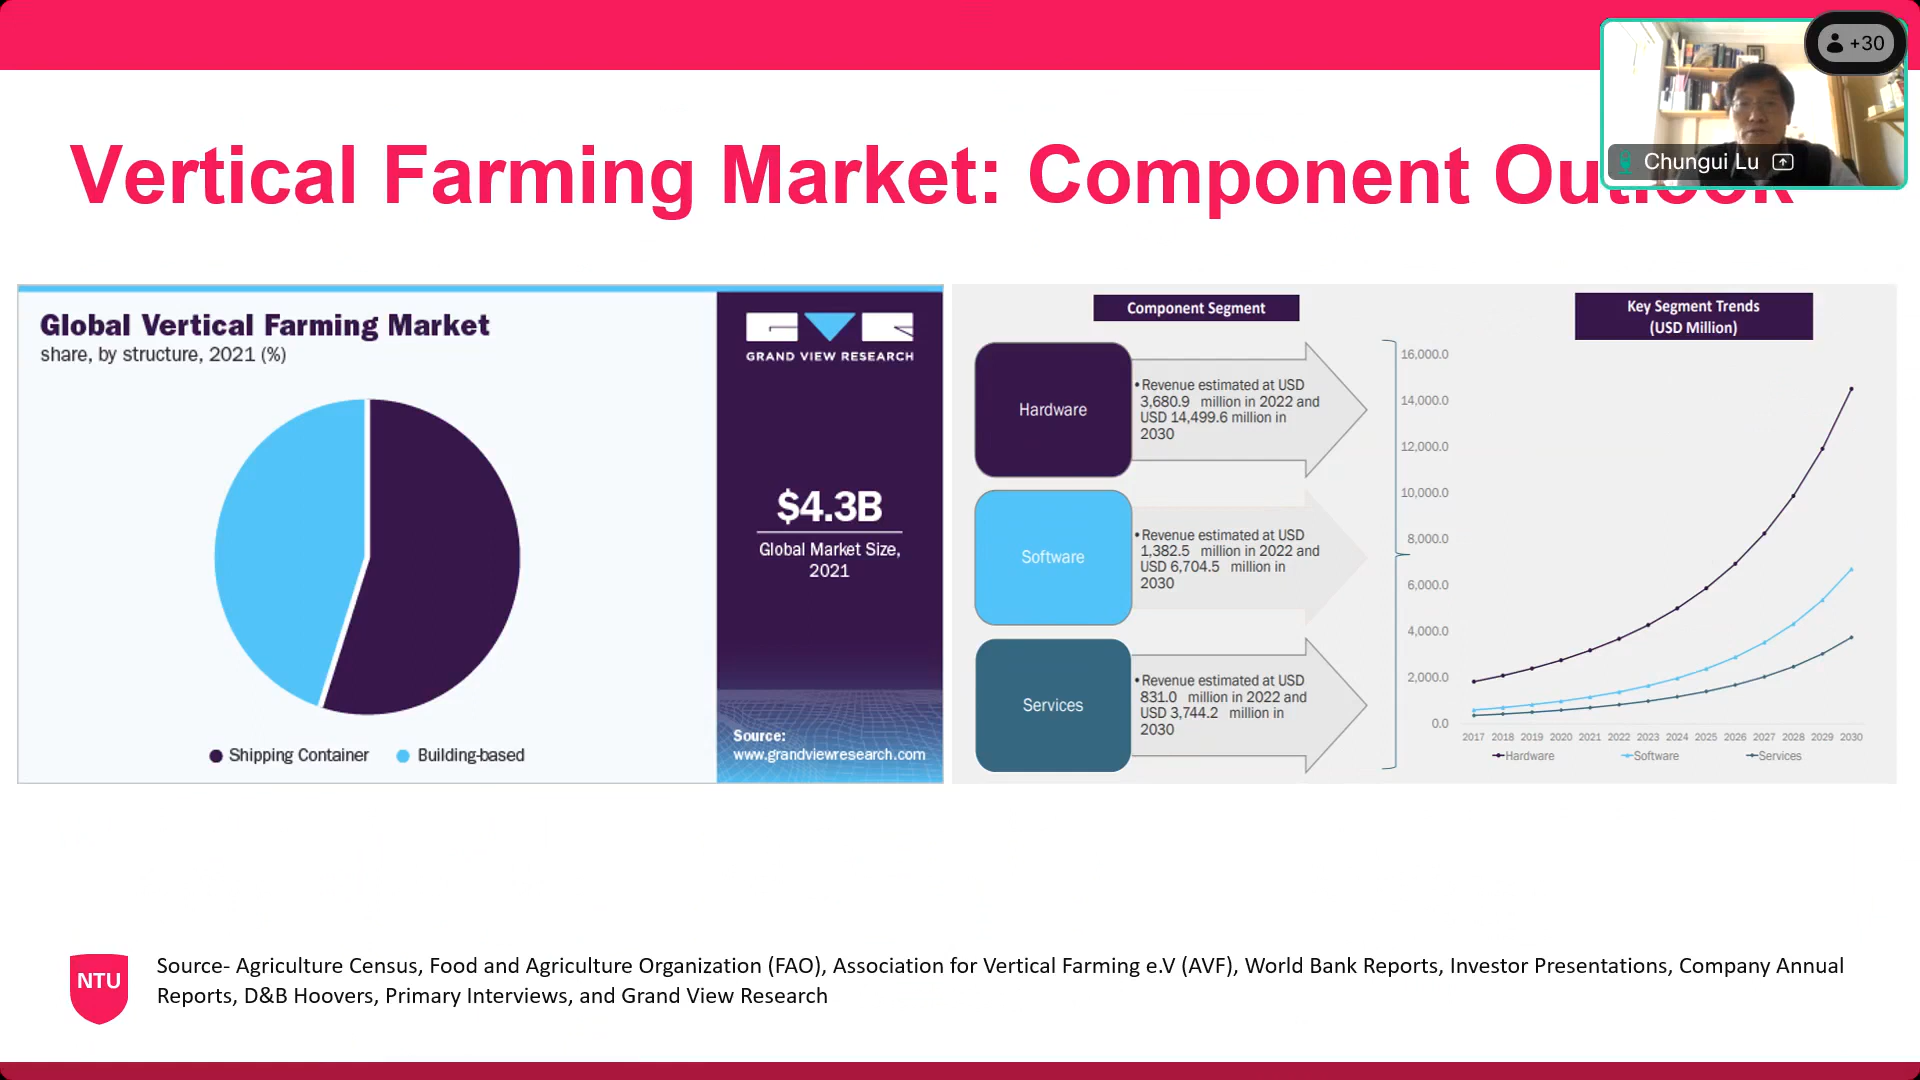 +30
Chungui Lu
Vertical Farming Market: Component Outlook
Global Vertical Farming Market
share, by structure, 2021 (%)
Shipping Container
Building-based
GRAND VIEW RESEARCH
$4.3B
Global Market Size,
2021
Source:
www.grandviewresearch.com
Component Segment
Hardware
•Revenue estimated at USD
3,680.9 million in 2022 and
USD 14,499.6 million in
2030
Software
•Revenue estimated at USD
1,382.5 million in 2022 and
USD 6,704.5 million in
2030
Services
•Revenue estimated at USD
831.0 million in 2022 and
USD 3,744.2 million in
2030
Key Segment Trends
(USD Million)
16,000.0
14,000.0
12,000.0
10,000.0
8,000.0
6,000.0
4,000.0
2,000.0
0.0
2017 2018 2019 2020 2021 2022 2023 2024 2025 2026 2027 2028 2029 2030
Hardware Software Services
NTU
Source- Agriculture Census, Food and Agriculture Organization (FAO), Association for Vertical Farming e.V (AVF), World Bank Reports, Investor Presentations, Company Annual
Reports, D&B Hoovers, Primary Interviews, and Grand View Research